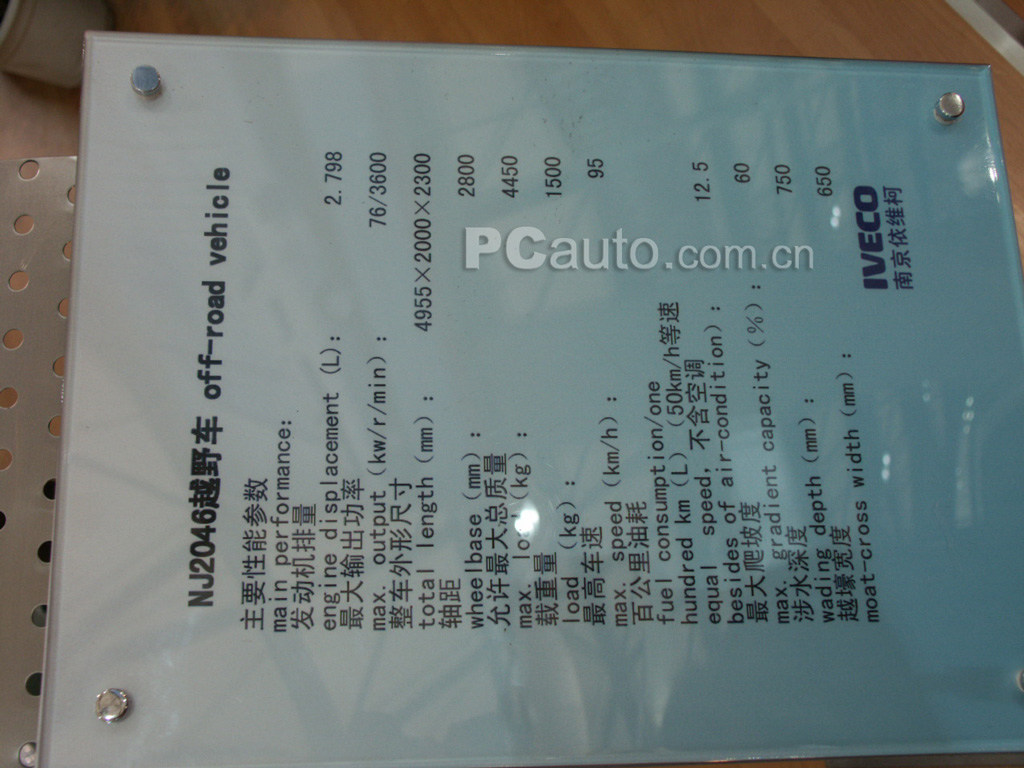 NJ2046越野车 off-road vehicle
主要性能参数
main performance:
发动机排量
engine displacement (L): 2.798
最大输出功率
max. output (kw/r/min): 76/3600
整车外形尺寸
total length (mm): 4955×2000×2300
轴距
wheelbase (mm): 2800
允许最大总质量
max. (kg): 4450
载重量
load (kg): 1500
最高车速
max. speed (km/h): 95
百公里油耗
fuel consumption/one
hundred km (L) (50km/h等速
equal speed, 不含空调
besides of air-condition): 12.5
最大爬坡度
max. gradient capacity (%): 60
涉水深度
wading depth (mm): 750
越壕宽度
moat-cross width (mm): 650
IVECO
南京依维柯
PCauto.com.cn